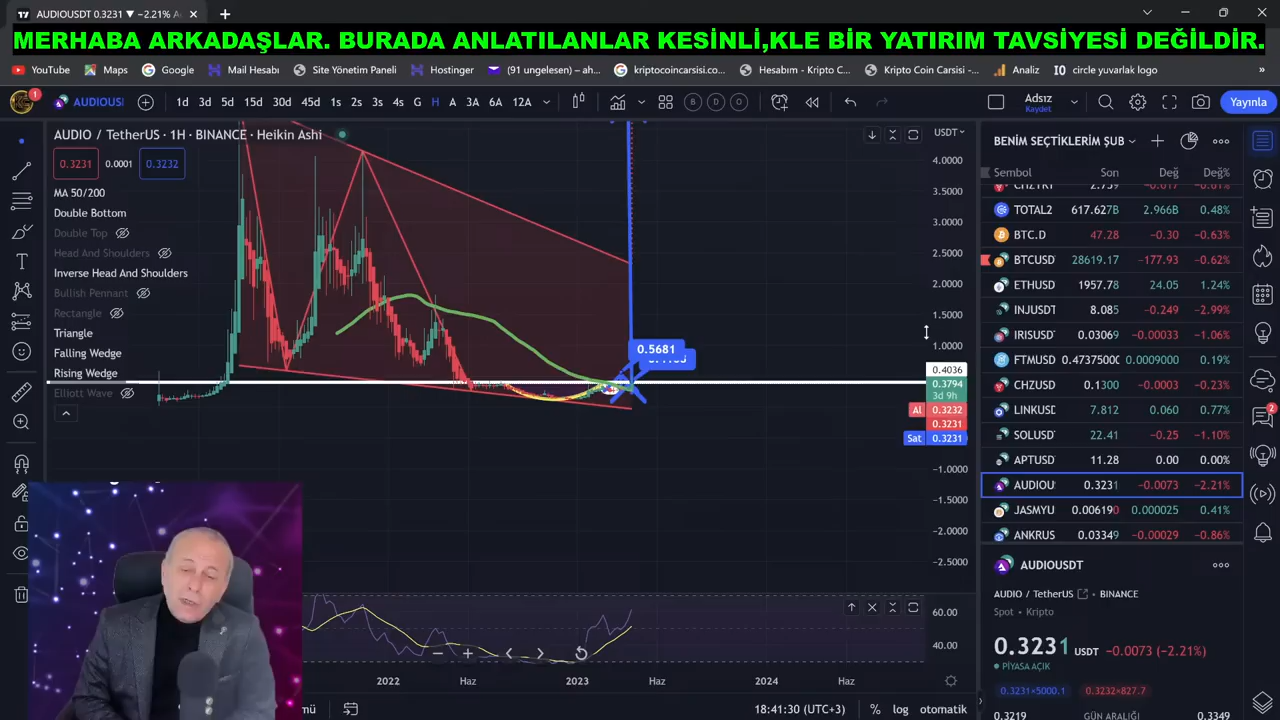 AUDIOUSDT 0.3231 ▼ −2.21% A
MERHABA ARKADAŞLAR. BURADA ANLATILANLAR KESİNLİ,KLE BİR YATIRIM TAVSİYESİ DEĞİLDİR.
YouTube Maps Google Mail Hesabı Site Yönetim Paneli Hostinger (91 ungelesen) – ah... kriptocoincarsisi.co... Hesabım - Kripto C... Kripto Coin Carsisi -... Analiz IO circle yuvarlak logo »
1 AUDIOUS 1d 3d 5d 15d 30d 45d 1s 2s 3s 4s G H A 3A 6A 12A B D O Adsız Kaydet Yayınla
AUDIO / TetherUS · 1H · BINANCE · Heikin Ashi
0.3231 0.0001 0.3232
MA 50/200
Double Bottom
Double Top
Head And Shoulders
Inverse Head And Shoulders
Bullish Pennant
Rectangle
Triangle
Falling Wedge
Rising Wedge
Elliott Wave
USDT
4.0000
3.5000
3.0000
2.5000
2.0000
1.5000
1.0000
0.5681
0.4036
0.3794
3d 9h
Al 0.3232
0.3231
Sat 0.3231
−1.0000
−1.5000
−2.0000
−2.5000
−3.0000
60.00
40.00
2022 Haz 2023 Haz 2024 Haz
18:41:30 (UTC+3) % log otomatik
BENİM SEÇTİKLERİM ŞUB
Sembol Son Değ Değ%
TOTAL2 617.627B 2.966B 0.48%
BTC.D 47.28 −0.30 −0.63%
BTCUSD 28619.17 −177.93 −0.62%
ETHUSD 1957.78 24.05 1.24%
INJUSDT 8.085 −0.249 −2.99%
IRISUSD 0.03069 −0.00033 −1.06%
FTMUSD 0.47375000 0.0009000 0.19%
CHZUSD 0.1300 −0.0003 −0.23%
LINKUSD 7.812 0.060 0.77%
SOLUSD 22.41 −0.25 −1.10%
APTUSD 11.28 0.00 0.00%
AUDIOU 0.3231 −0.0073 −2.21%
JASMYU 0.006190 0.000025 0.41%
ANKRUS 0.03349 −0.00029 −0.86%
2
AUDIOUSDT
AUDIO / TetherUS • BINANCE
Spot • Kripto
0.3231 USDT −0.0073 (−2.21%)
PİYASA AÇIK
0.3231×5000.1 0.3232×827.7
0.3219 GÜN ARALIĞI 0.3349